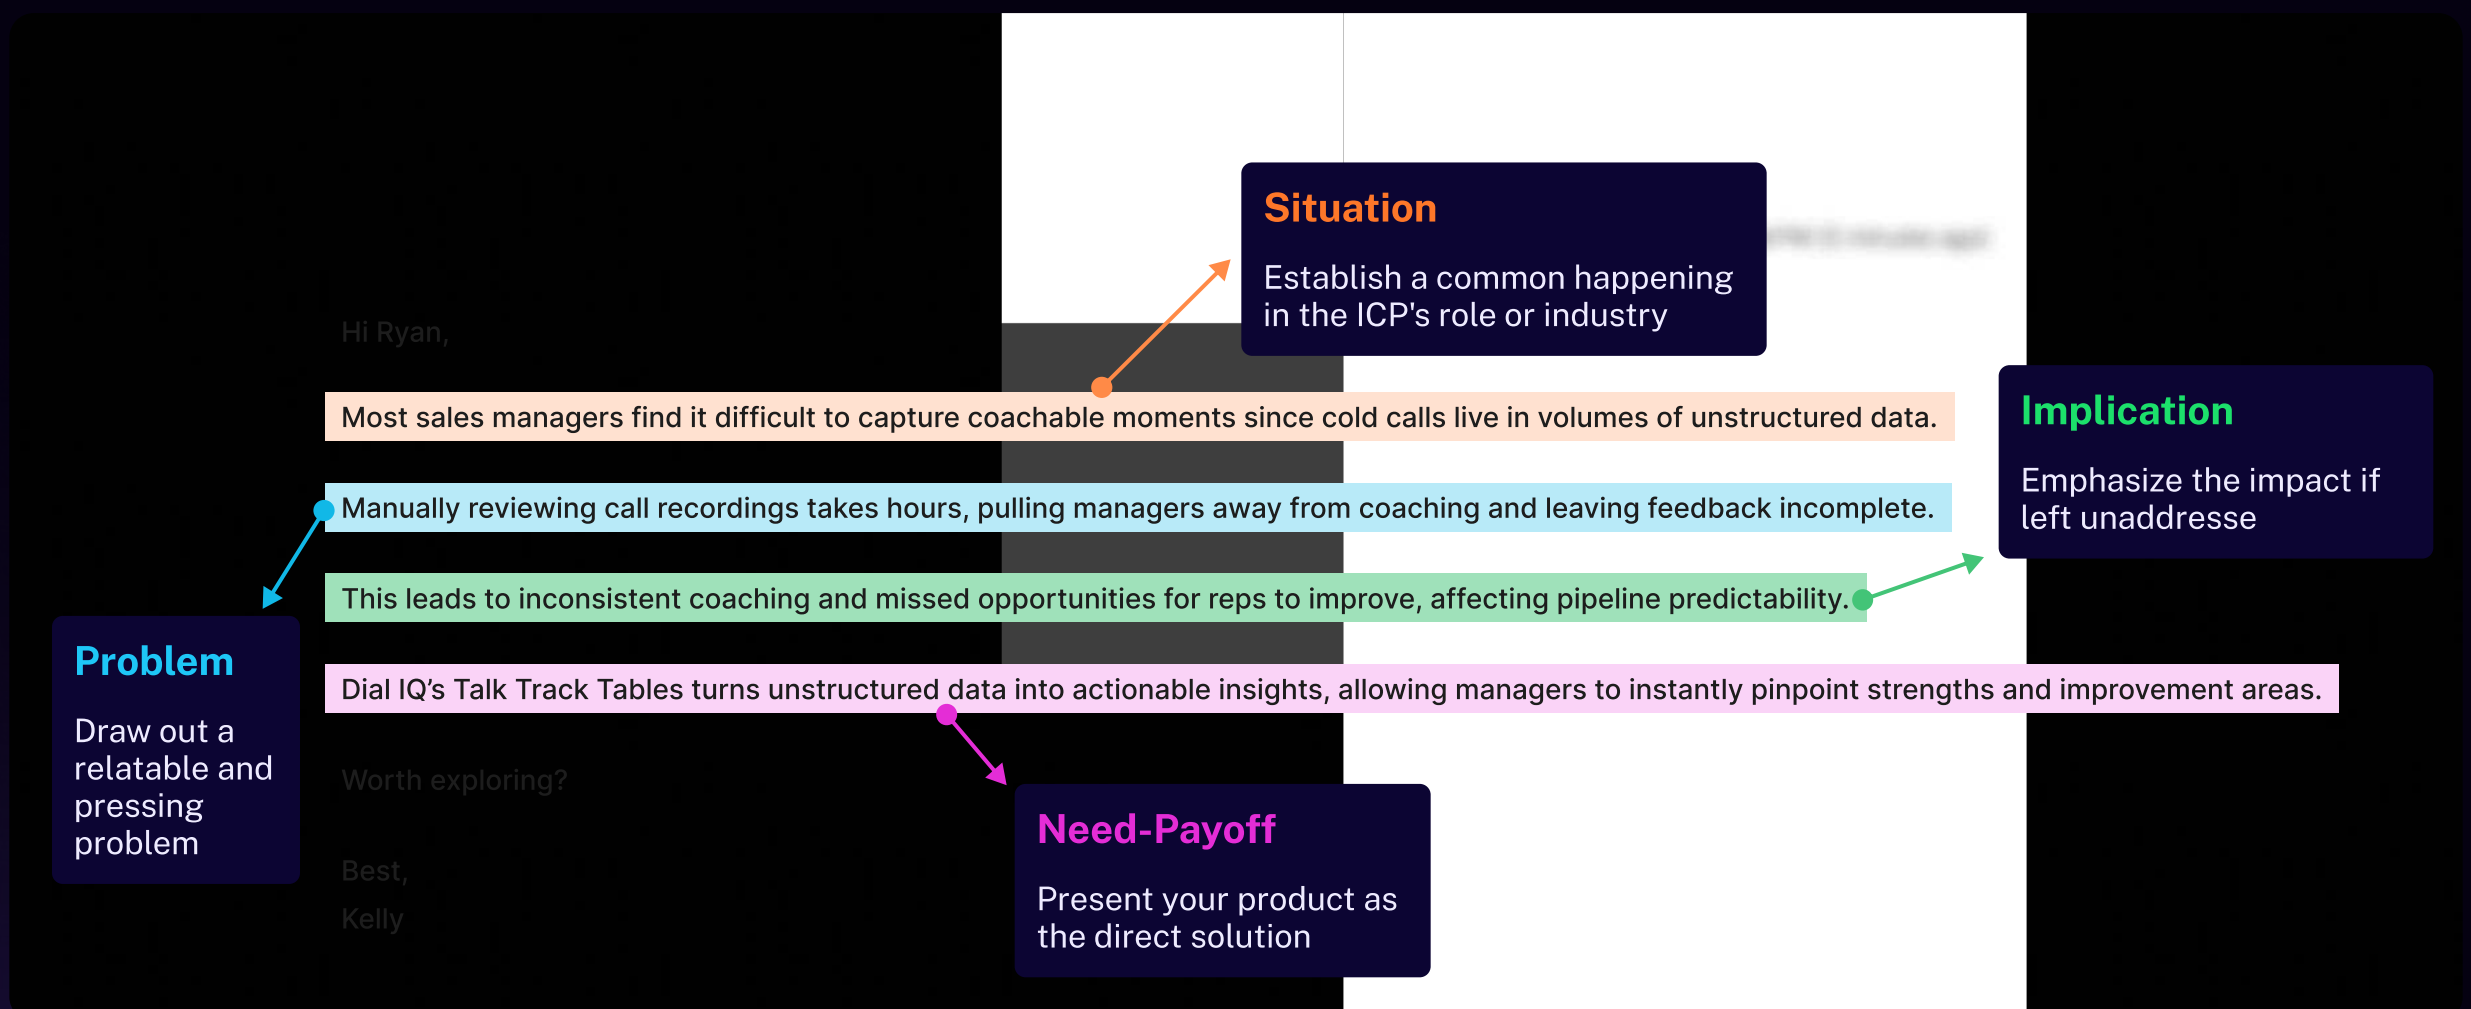 Situation
Establish a common happening
in the ICP's role or industry
Hi Ryan,
Most sales managers find it difficult to capture coachable moments since cold calls live in volumes of unstructured data.
Implication
Emphasize the impact if
left unaddresse
Manually reviewing call recordings takes hours, pulling managers away from coaching and leaving feedback incomplete.
This leads to inconsistent coaching and missed opportunities for reps to improve, affecting pipeline predictability.
Problem
Draw out a
relatable and
pressing
problem
Dial IQ’s Talk Track Tables turns unstructured data into actionable insights, allowing managers to instantly pinpoint strengths and improvement areas.
Worth exploring?
Need-Payoff
Present your product as
the direct solution
Best,
Kelly